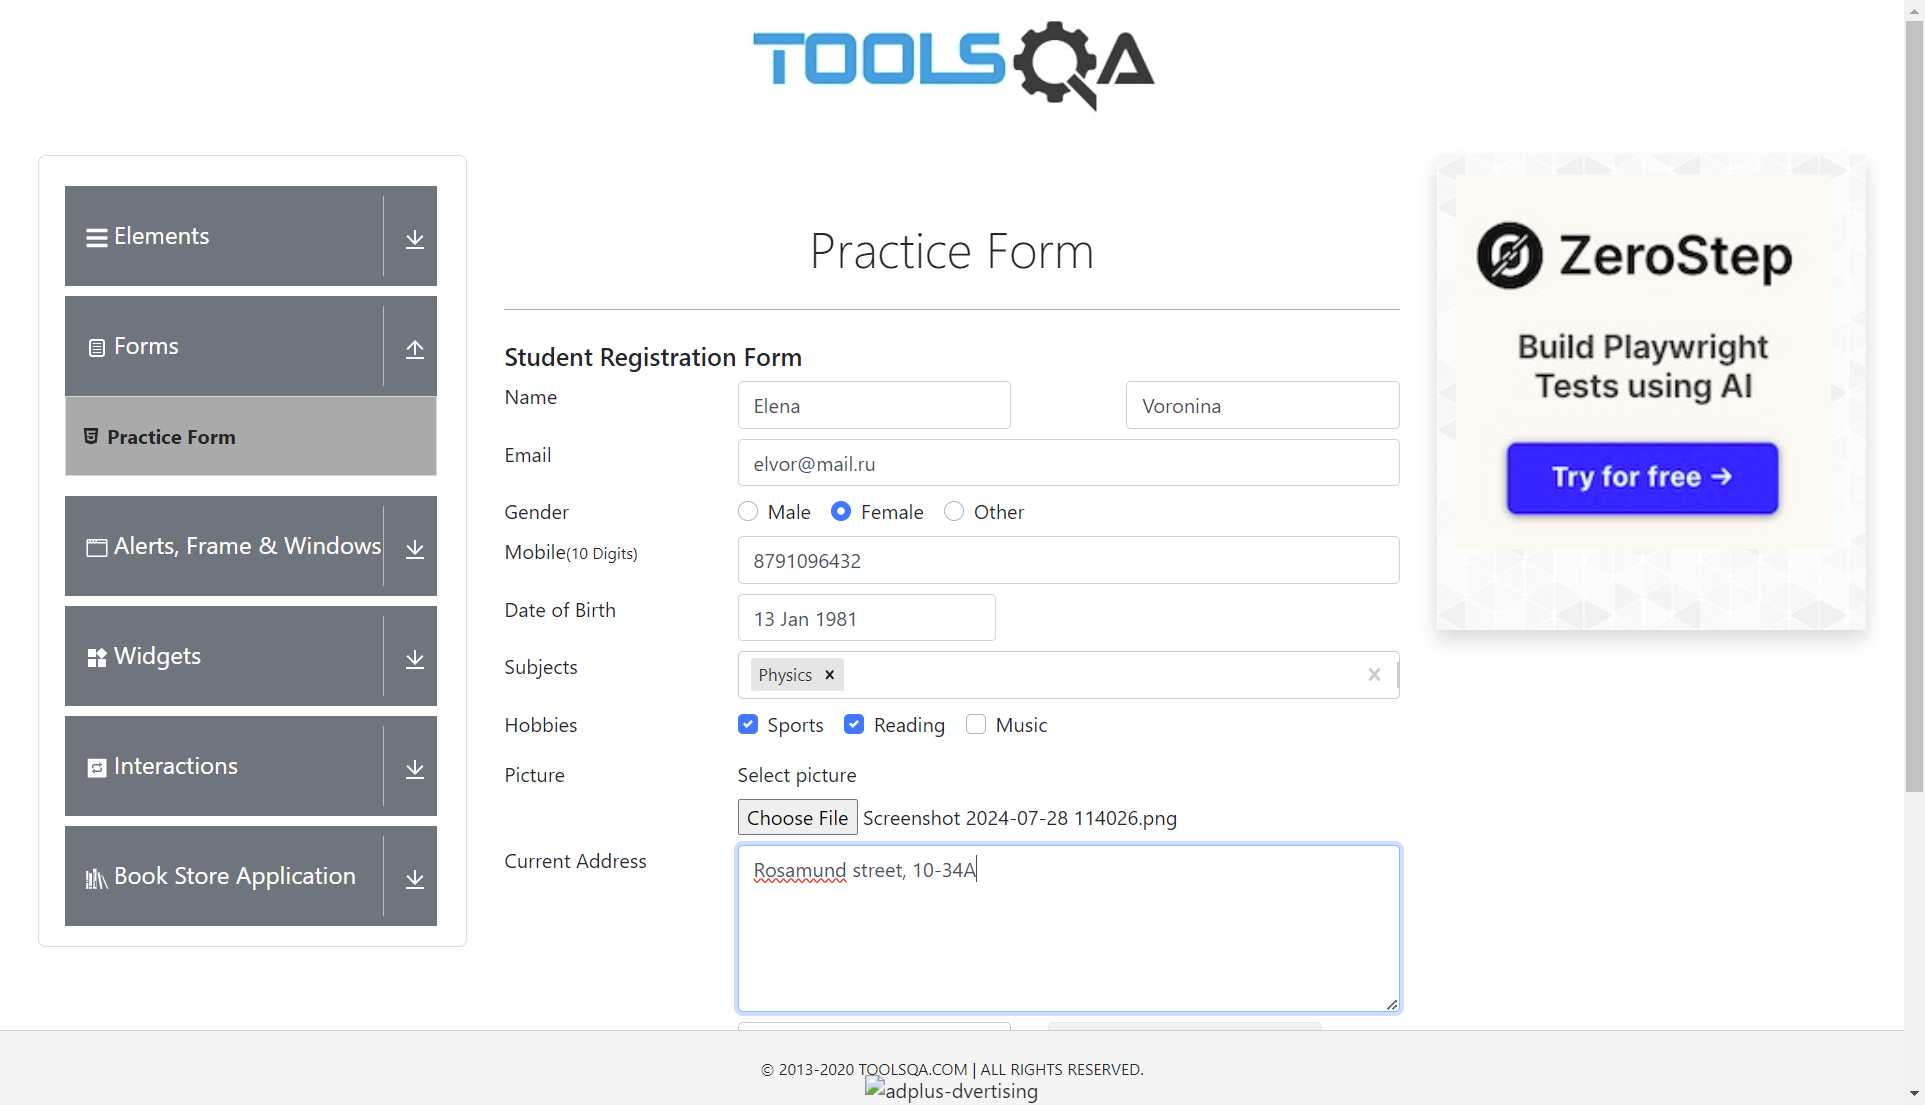 TOOLSQA
Elements
Forms
Practice Form
Alerts, Frame & Windows
Widgets
Interactions
Book Store Application
Practice Form
Student Registration Form
Name
Elena
Voronina
Email
elvor@mail.ru
Gender
Male
Female
Other
Mobile(10 Digits)
8791096432
Date of Birth
13 Jan 1981
Subjects
Physics
Hobbies
Sports
Reading
Music
Picture
Select picture
Choose File Screenshot 2024-07-28 114026.png
Current Address
Rosamund street, 10-34A
ZeroStep
Build Playwright
Tests using AI
Try for free →
© 2013-2020 TOOLSQA.COM | ALL RIGHTS RESERVED.
adplus-dvertising